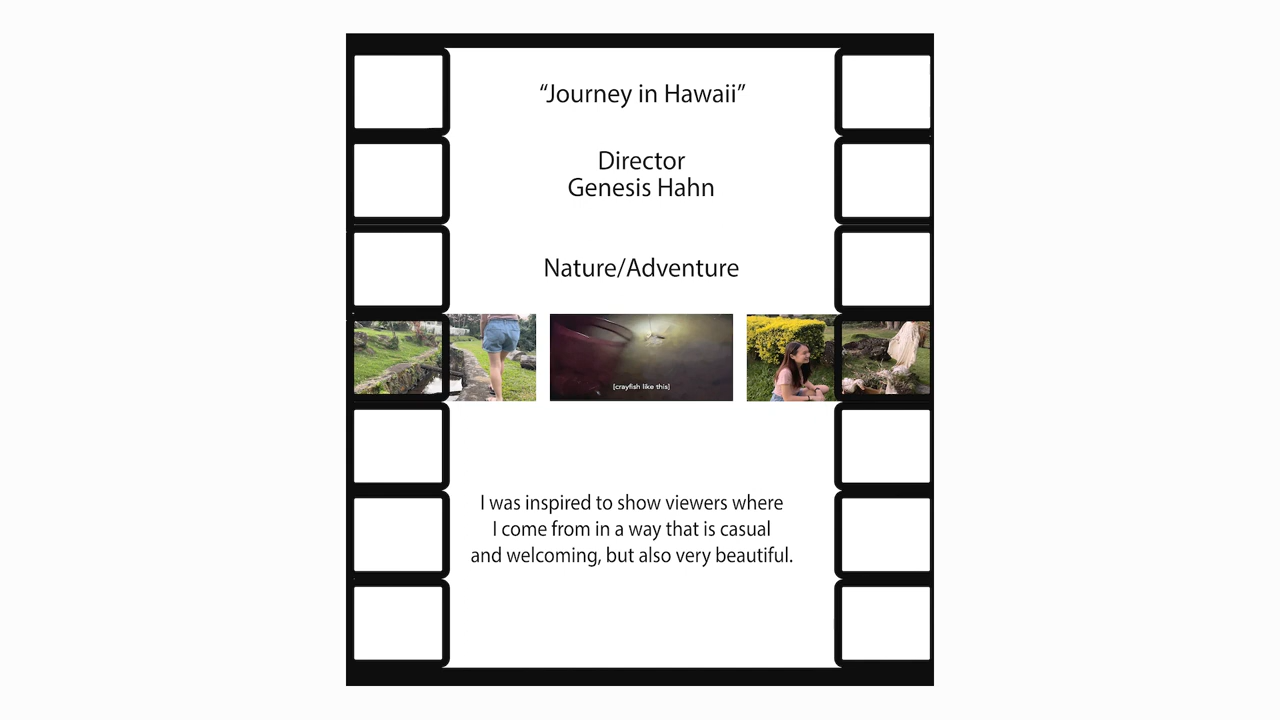 “Journey in Hawaii”
Director
Genesis Hahn
Nature/Adventure
[crayfish like this]
I was inspired to show viewers where
I come from in a way that is casual
and welcoming, but also very beautiful.